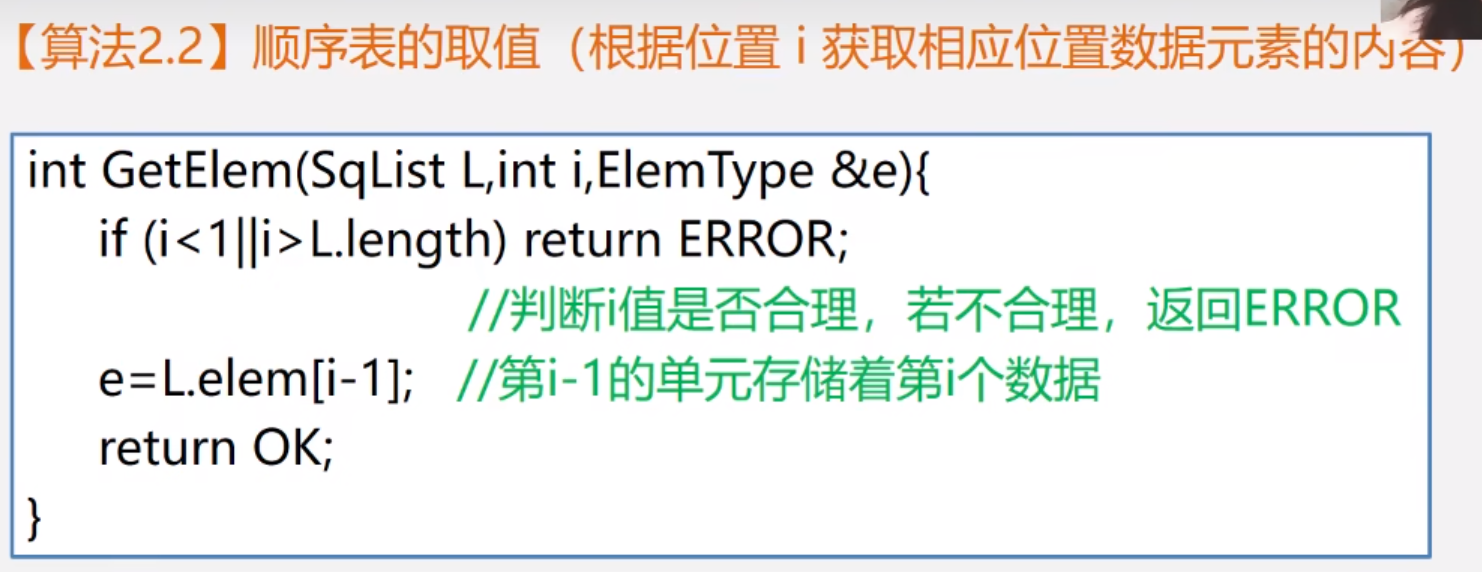 【算法2.2】顺序表的取值（根据位置 i 获取相应位置数据元素的内容）
int GetElem(SqList L,int i,ElemType &e){
if (i<1||i>L.length) return ERROR;
//判断i值是否合理，若不合理，返回ERROR
e=L.elem[i-1]; //第i-1的单元存储着第i个数据
return OK;
}